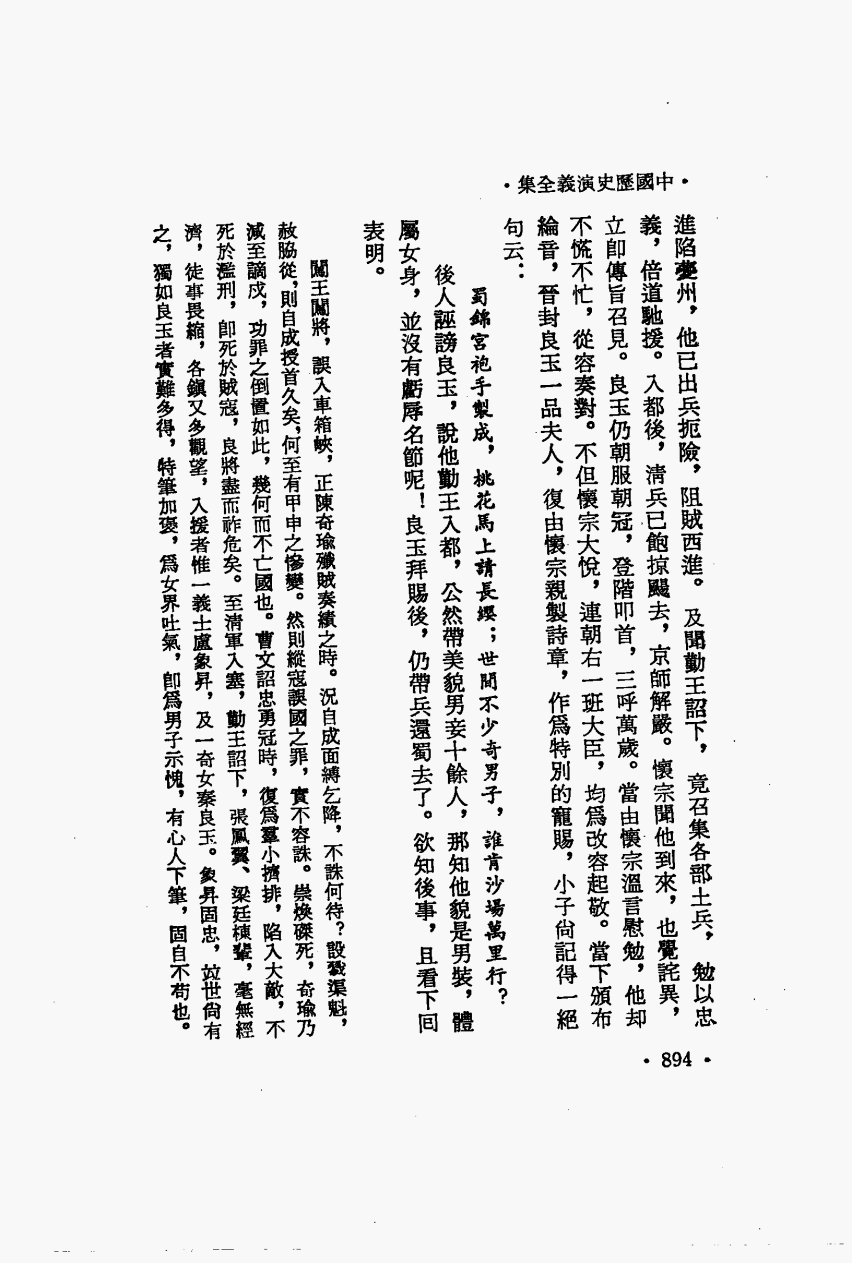 ·中國歷史演義全集·
進陷夔州，他已出兵扼險，阻賊西進。及聞勤王詔下，竟召集各部土兵，勉以忠
義，倍道馳援。入都後，清兵已飽掠颺去，京師解嚴。懷宗聞他到來，也覺詫異，
立即傳旨召見。良玉仍朝服朝冠，登階叩首，三呼萬歲。當由懷宗溫言慰勉，他却
不慌不忙，從容奏對。不但懷宗大悅，連朝右一班大臣，均爲改容起敬。當下頒布
綸音，晉封良玉一品夫人，復由懷宗親製詩章，作爲特別的寵賜，小子尚記得一絕
句云：
蜀錦宮袍手製成，桃花馬上請長纓；世間不少奇男子，誰肯沙場萬里行？
後人誣謗良玉，說他勤王入都，公然帶美貌男妾十餘人，那知他貌是男裝，體
屬女身，並沒有虧辱名節呢！良玉拜賜後，仍帶兵還蜀去了。欲知後事，且看下回
表明。
闖王闖將，誤入車箱峽，正陳奇瑜殲賊奏績之時。況自成面縛乞降，不誅何待？設戮渠魁，
赦脇從，則自成授首久矣，何至有甲申之慘變。然則縱寇誤國之罪，實不容誅。崇煥磔死，奇瑜乃
減至謫戍，功罪之倒置如此，幾何而不亡國也。曹文詔忠勇冠時，復爲羣小擠排，陷入大敵，不
死於濫刑，卽死於賊寇，良將盡而祚危矣。至清軍入塞，勤王詔下，張鳳翼、梁廷棟輩，毫無經
濟，徒事畏縮，各鎭又多觀望，入援者惟一義士盧象昇，及一奇女秦良玉。象昇固忠，竝世尙有
之，獨如良玉者實難多得，特筆加褒，爲女界吐氣，卽爲男子示愧，有心人下筆，固自不苟也。
·894·